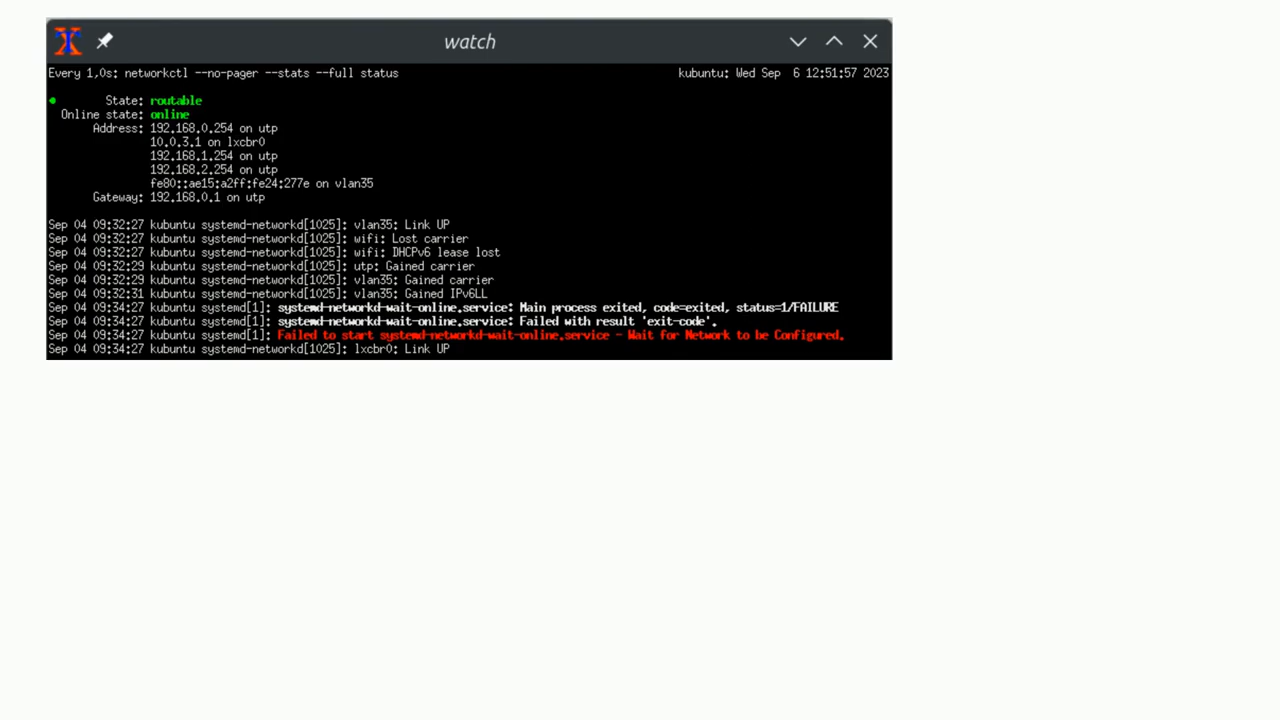 watch
Every 1,0s: networkctl --no-pager --stats --full status kubuntu: Wed Sep  6 12:51:57 2023
● State: routable
Online state: online
Address: 192.168.0.254 on utp
10.0.3.1 on lxcbr0
192.168.1.254 on utp
192.168.2.254 on utp
fe80::ae15:a2ff:fe24:277e on vlan35
Gateway: 192.168.0.1 on utp
Sep 04 09:32:27 kubuntu systemd-networkd[1025]: vlan35: Link UP
Sep 04 09:32:27 kubuntu systemd-networkd[1025]: wifi: Lost carrier
Sep 04 09:32:27 kubuntu systemd-networkd[1025]: wifi: DHCPv6 lease lost
Sep 04 09:32:29 kubuntu systemd-networkd[1025]: utp: Gained carrier
Sep 04 09:32:29 kubuntu systemd-networkd[1025]: vlan35: Gained carrier
Sep 04 09:32:31 kubuntu systemd-networkd[1025]: vlan35: Gained IPv6LL
Sep 04 09:34:27 kubuntu systemd[1]: systemd-networkd-wait-online.service: Main process exited, code=exited, status=1/FAILURE
Sep 04 09:34:27 kubuntu systemd[1]: systemd-networkd-wait-online.service: Failed with result 'exit-code'.
Sep 04 09:34:27 kubuntu systemd[1]: Failed to start systemd-networkd-wait-online.service - Wait for Network to be Configured.
Sep 04 09:34:27 kubuntu systemd-networkd[1025]: lxcbr0: Link UP